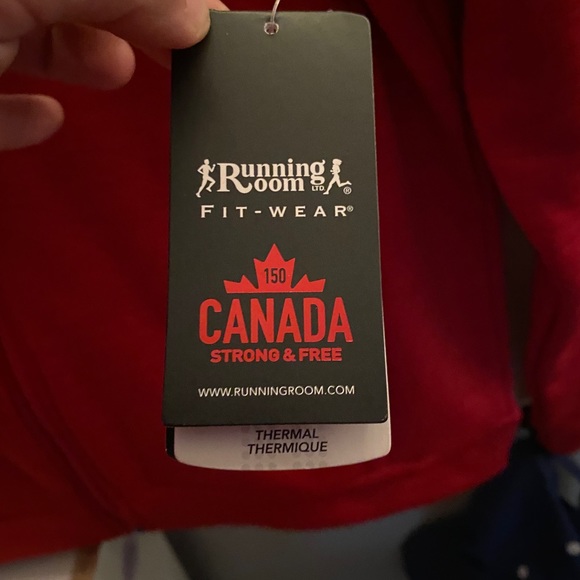 Running
Room LTD. ®
FIT-WEAR®
150
CANADA
STRONG & FREE
WWW.RUNNINGROOM.COM
THERMAL
THERMIQUE